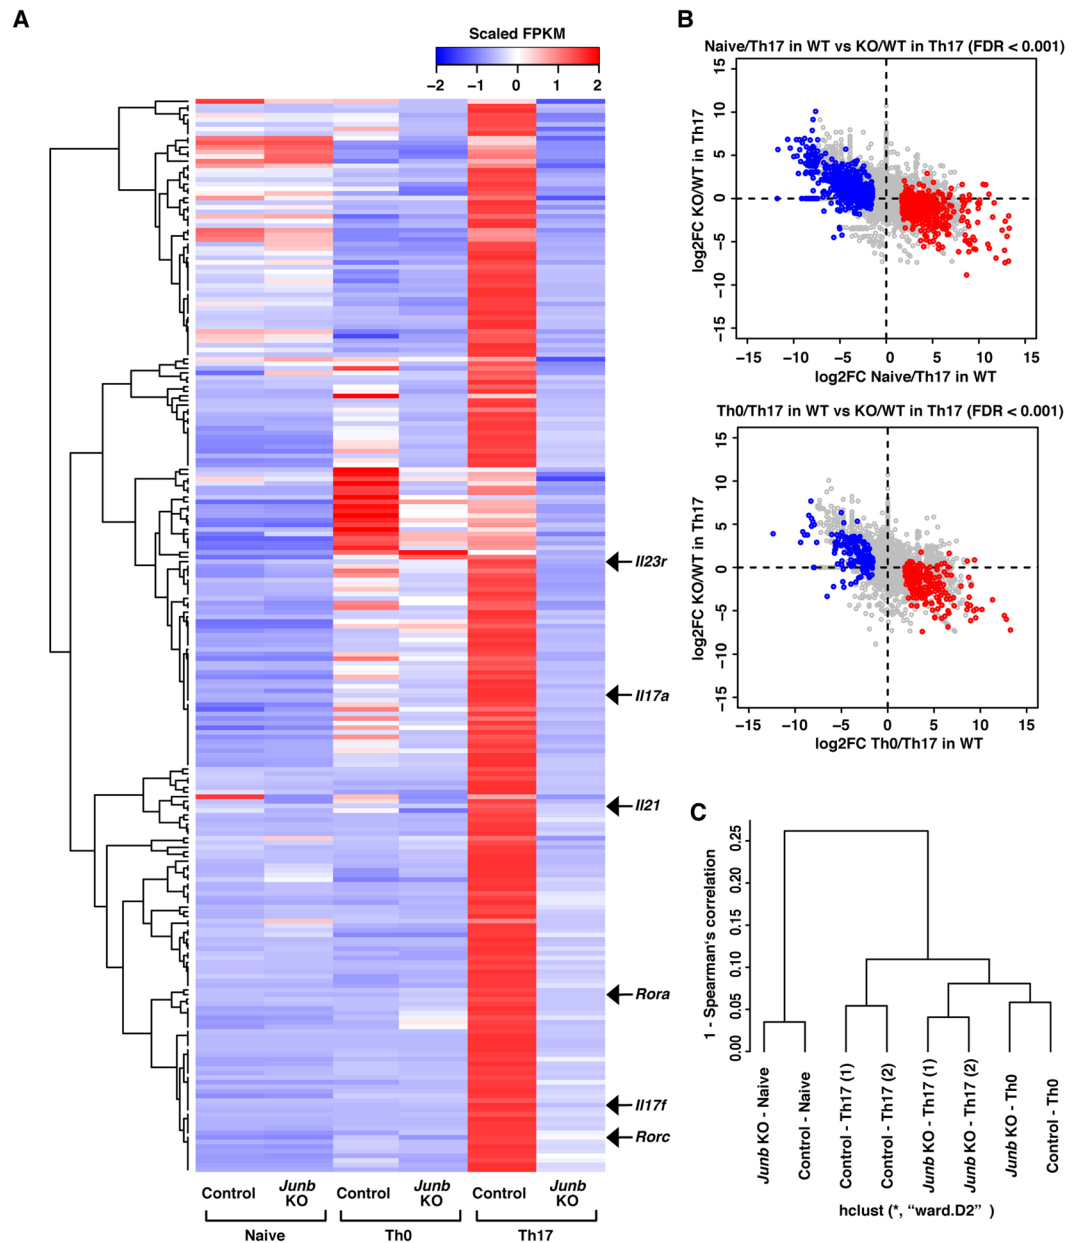 A
Scaled FPKM
−2 −1 0 1 2
Il23r
Il17a
Il21
Rora
Il17f
Rorc
Control Junb KO Control Junb KO Control Junb KO
Naive Th0 Th17
B
Naive/Th17 in WT vs KO/WT in Th17 (FDR < 0.001)
log2FC KO/WT in Th17
15
10
5
0
−5
−10
−15
−15 −10 −5 0 5 10 15
log2FC Naive/Th17 in WT
Th0/Th17 in WT vs KO/WT in Th17 (FDR < 0.001)
log2FC KO/WT in Th17
15
10
5
0
−5
−10
−15
−15 −10 −5 0 5 10 15
log2FC Th0/Th17 in WT
C
1 - Spearman‘s correlation
0.25
0.20
0.15
0.10
0.05
0.00
Junb KO - Naive
Control - Naive
Control - Th17 (1)
Control - Th17 (2)
Junb KO - Th17 (1)
Junb KO - Th17 (2)
Junb KO - Th0
Control - Th0
hclust (*, “ward.D2” )